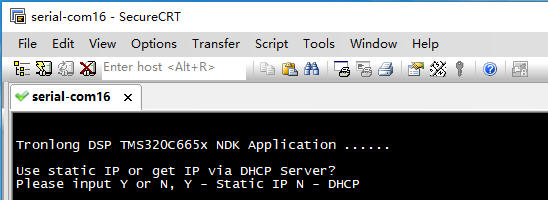 serial-com16 - SecureCRT
File Edit View Options Transfer Script Tools Window Help
Enter host <Alt+R>
serial-com16
Tronlong DSP TMS320C665x NDK Application ......
Use static IP or get IP via DHCP Server?
Please input Y or N, Y - Static IP N - DHCP